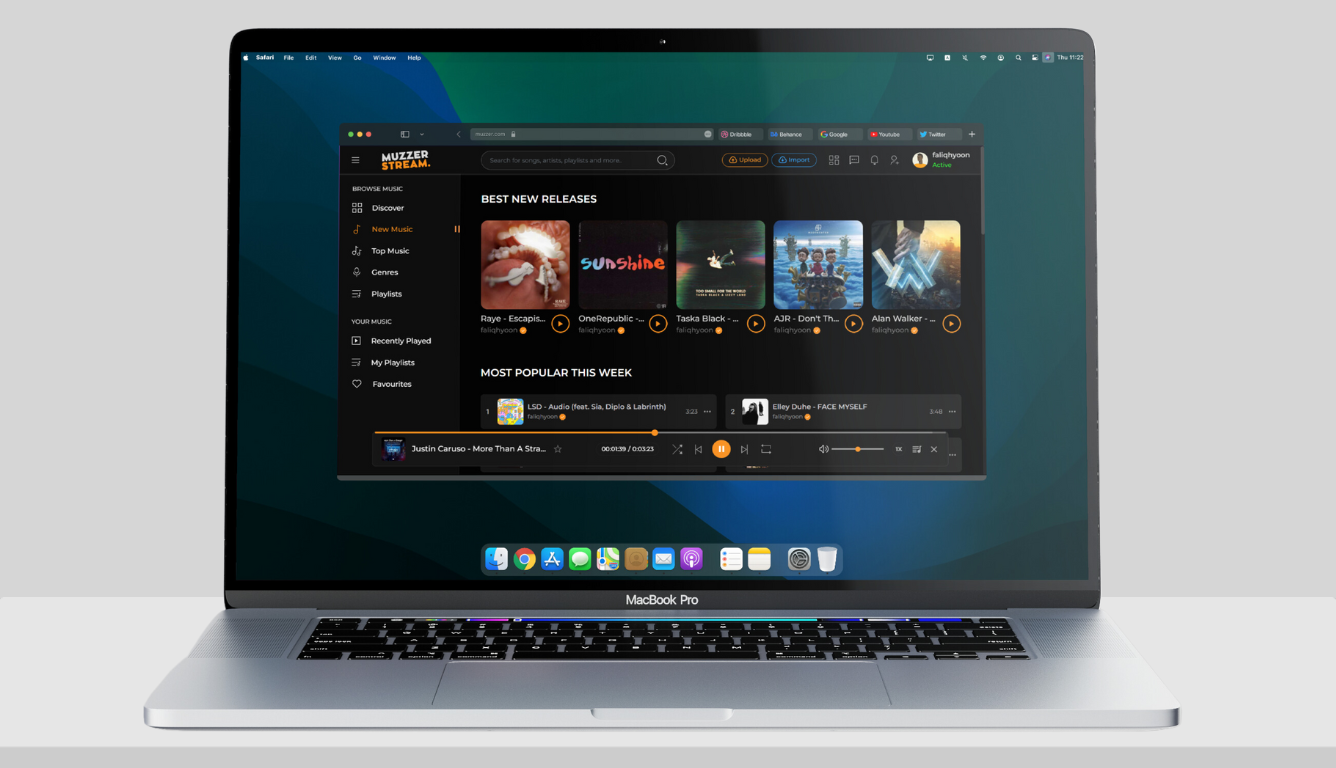 Safari File Edit View Go Window Help
Thu 11:22
muzzer.com
Dribbble Behance Google Youtube Twitter
MUZZER
STREAM.
Search for songs, artists, playlists and more.
Upload Import
faliqhyoon
Active
BROWSE MUSIC
Discover
New Music
Top Music
Genres
Playlists
YOUR MUSIC
Recently Played
My Playlists
Favourites
BEST NEW RELEASES
sunshine
TOO SMALL FOR THE WORLD
Raye - Escapis... OneRepublic -... Taska Black - ... AJR - Don't Th... Alan Walker - ...
faliqhyoon faliqhyoon faliqhyoon faliqhyoon faliqhyoon
MOST POPULAR THIS WEEK
1 LSD - Audio (feat. Sia, Diplo & Labrinth) 3:23 ...
faliqhyoon
2 Elley Duhe - FACE MYSELF 3:48 ...
faliqhyoon
Justin Caruso - More Than A Stra... 00:01:39 / 0:03:23 1X
MacBook Pro